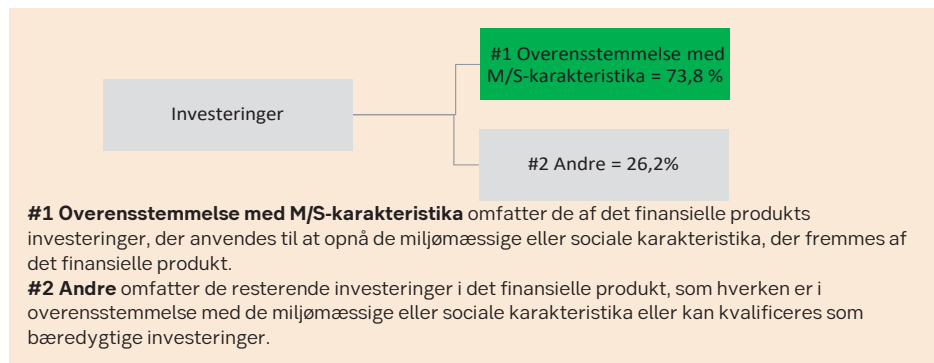 #1 Overensstemmelse med
M/S-karakteristika = 73,8 %
Investeringer
#2 Andre = 26,2%
#1 Overensstemmelse med M/S-karakteristika omfatter de af det finansielle produkts
investeringer, der anvendes til at opnå de miljømæssige eller sociale karakteristika, der fremmes af
det finansielle produkt.
#2 Andre omfatter de resterende investeringer i det finansielle produkt, som hverken er i
overensstemmelse med de miljømæssige eller sociale karakteristika eller kan kvalificeres som
bæredygtige investeringer.